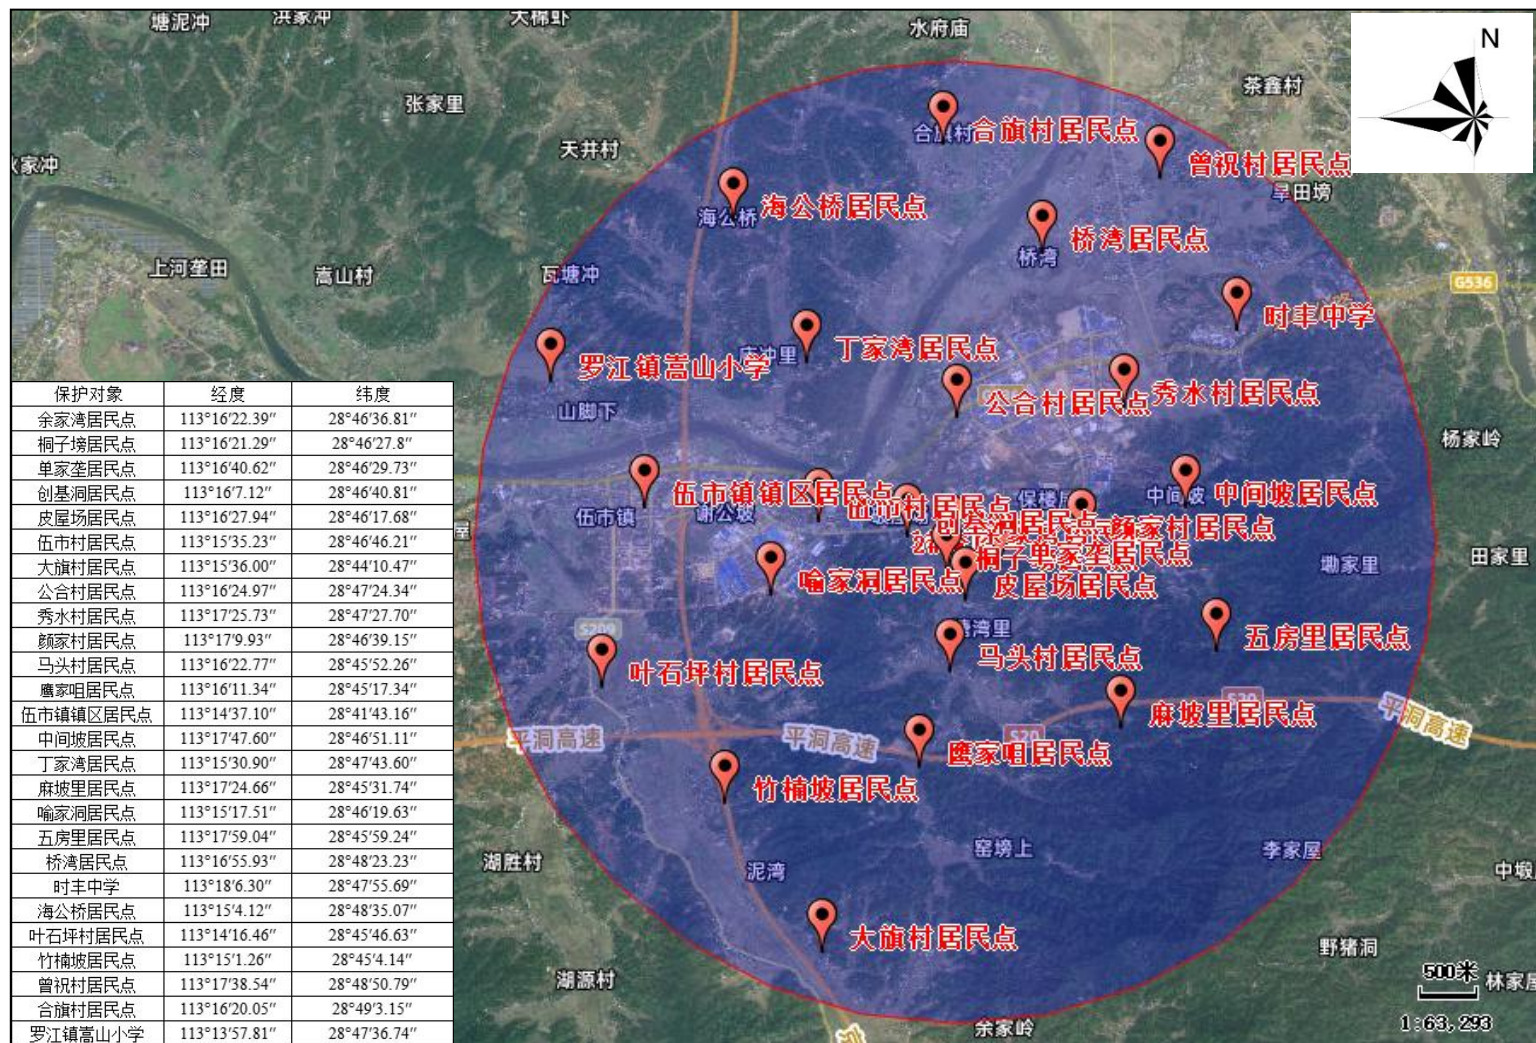 塘泥冲
洪家冲
大棉虾
水府庙
N
茶鑫村
张家里
天井村
合旗村
合旗村居民点
曾祝村居民点
旱田塝
海公桥
海公桥居民点
桥湾居民点
桥湾
上河垄田
嵩山村
瓦塘冲
G536
时丰中学
丁家湾居民点
罗江镇嵩山小学
公合村居民点
秀水村居民点
山脚下
杨家岭
伍市镇镇区居民点
伍市村居民点
中间坡居民点
伍市镇
谢公坡
颜家村居民点
单家垄居民点
喻家洞居民点
皮屋场居民点
塅家里
田家里
S209
马头村居民点
五房里居民点
叶石坪村居民点
麻坡里居民点
S20
S20
平洞高速
平洞高速
平洞高速
鹰家咀居民点
竹楠坡居民点
湖胜村
泥湾
窑塝上
李家屋
大旗村居民点
野猪洞
湖源村
余家岭
500米
1:63,293
保护对象 经度 纬度
余家湾居民点 113°16′22.39″ 28°46′36.81″
桐子塝居民点 113°16′21.29″ 28°46′27.8″
单家垄居民点 113°16′40.62″ 28°46′29.73″
创基洞居民点 113°16′7.12″ 28°46′40.81″
皮屋场居民点 113°16′27.94″ 28°46′17.68″
伍市村居民点 113°15′35.23″ 28°46′46.21″
大旗村居民点 113°15′36.00″ 28°44′10.47″
公合村居民点 113°16′24.97″ 28°47′24.34″
秀水村居民点 113°17′25.73″ 28°47′27.70″
颜家村居民点 113°17′9.93″ 28°46′39.15″
马头村居民点 113°16′22.77″ 28°45′52.26″
鹰家咀居民点 113°16′11.34″ 28°45′17.34″
伍市镇镇区居民点 113°14′37.10″ 28°41′43.16″
中间坡居民点 113°17′47.60″ 28°46′51.11″
丁家湾居民点 113°15′30.90″ 28°47′43.60″
麻坡里居民点 113°17′24.66″ 28°45′31.74″
喻家洞居民点 113°15′17.51″ 28°46′19.63″
五房里居民点 113°17′59.04″ 28°45′59.24″
桥湾居民点 113°16′55.93″ 28°48′23.23″
时丰中学 113°18′6.30″ 28°47′55.69″
海公桥居民点 113°15′4.12″ 28°48′35.07″
叶石坪村居民点 113°14′16.46″ 28°45′46.63″
竹楠坡居民点 113°15′1.26″ 28°45′4.14″
曾祝村居民点 113°17′38.54″ 28°48′50.79″
合旗村居民点 113°16′20.05″ 28°49′3.15″
罗江镇嵩山小学 113°13′57.81″ 28°47′36.74″